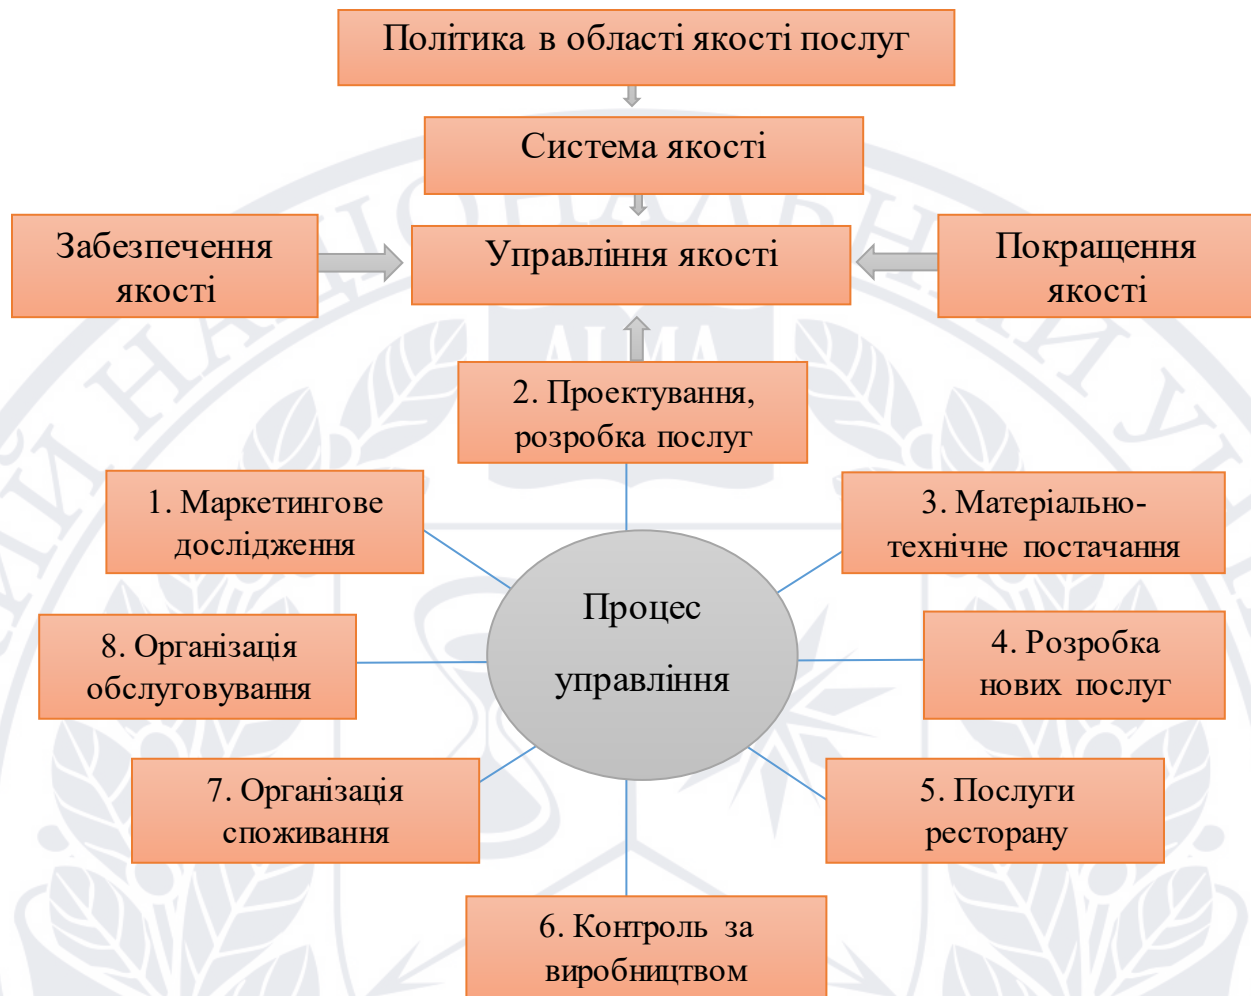 Політика в області якості послуг
Система якості
Забезпечення
якості
Управління якості
Покращення
якості
ALMA
2. Проектування,
розробка послуг
1. Маркетингове
дослідження
3. Матеріально-
технічне постачання
Процес
управління
8. Організація
обслуговування
4. Розробка
нових послуг
7. Організація
споживання
5. Послуги
ресторану
6. Контроль за
виробництвом